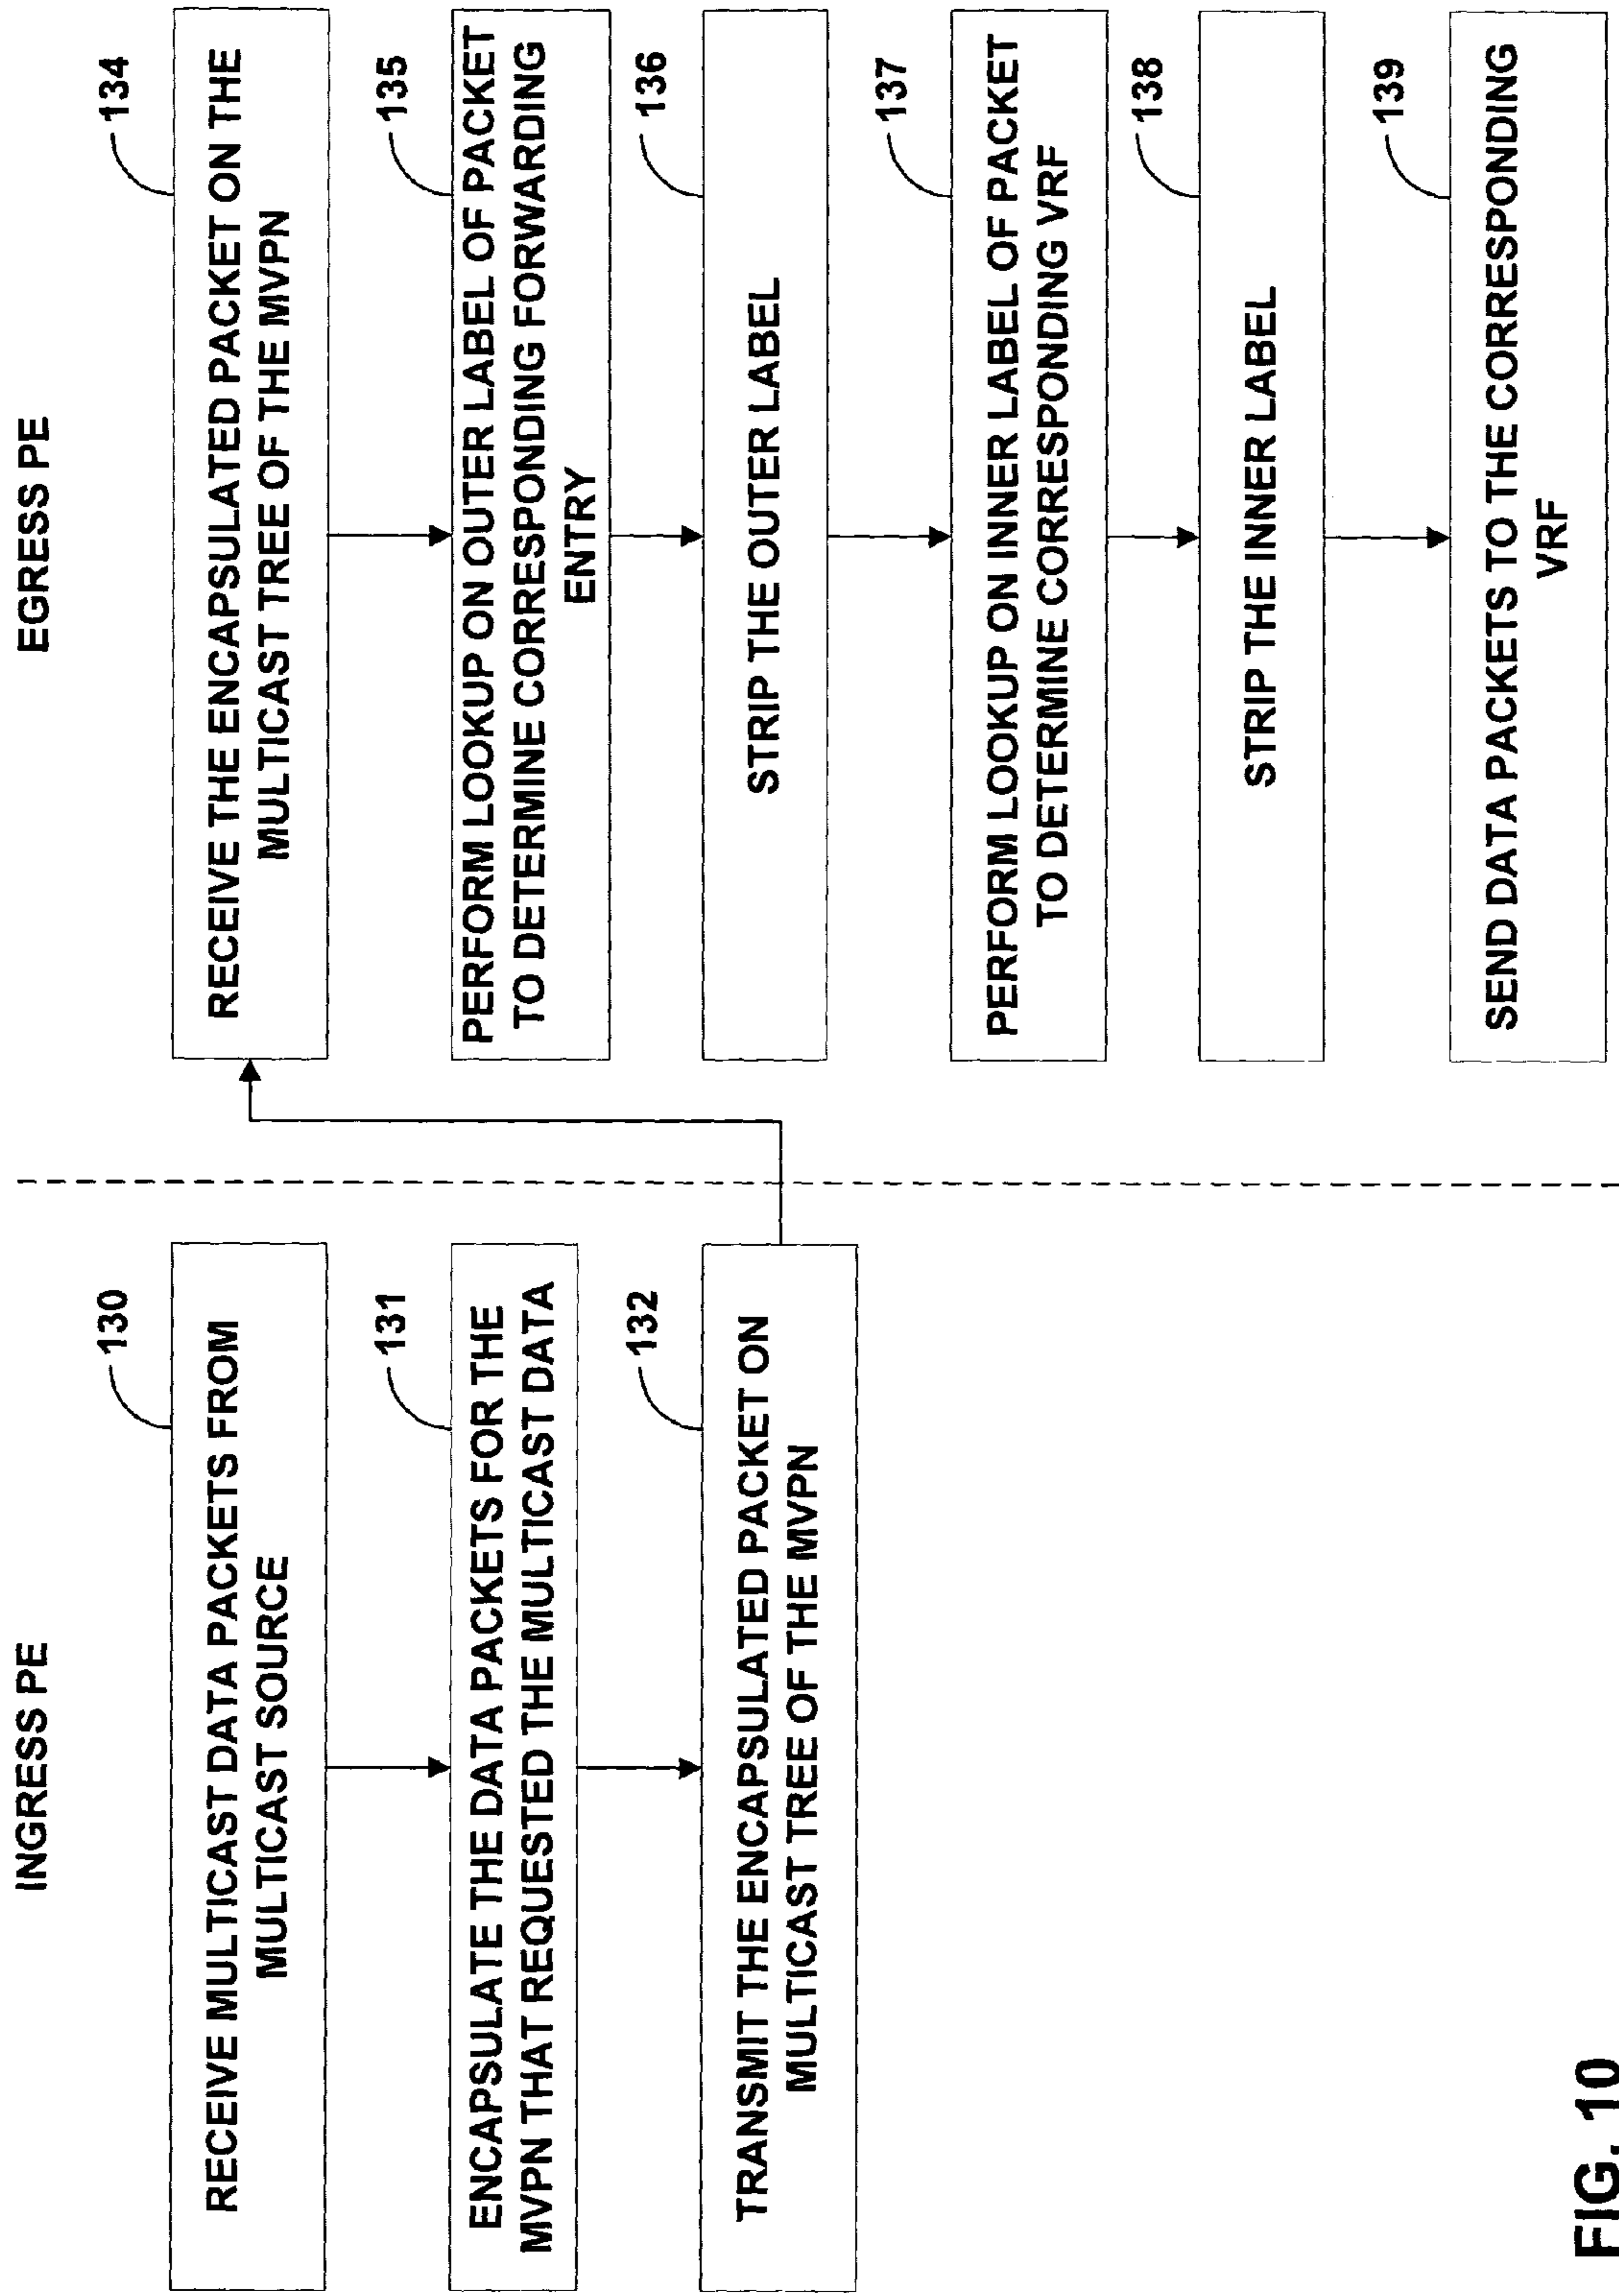 INGRESS PE
130
RECEIVE MULTICAST DATA PACKETS FROM
MULTICAST SOURCE
131
ENCAPSULATE THE DATA PACKETS FOR THE
MVPN THAT REQUESTED THE MULTICAST DATA
132
TRANSMIT THE ENCAPSULATED PACKET ON
MULTICAST TREE OF THE MVPN
EGRESS PE
134
RECEIVE THE ENCAPSULATED PACKET ON THE
MULTICAST TREE OF THE MVPN
135
PERFORM LOOKUP ON OUTER LABEL OF PACKET
TO DETERMINE CORRESPONDING FORWARDING
ENTRY
136
STRIP THE OUTER LABEL
137
PERFORM LOOKUP ON INNER LABEL OF PACKET
TO DETERMINE CORRESPONDING VRF
138
STRIP THE INNER LABEL
139
SEND DATA PACKETS TO THE CORRESPONDING
VRF
FIG. 10